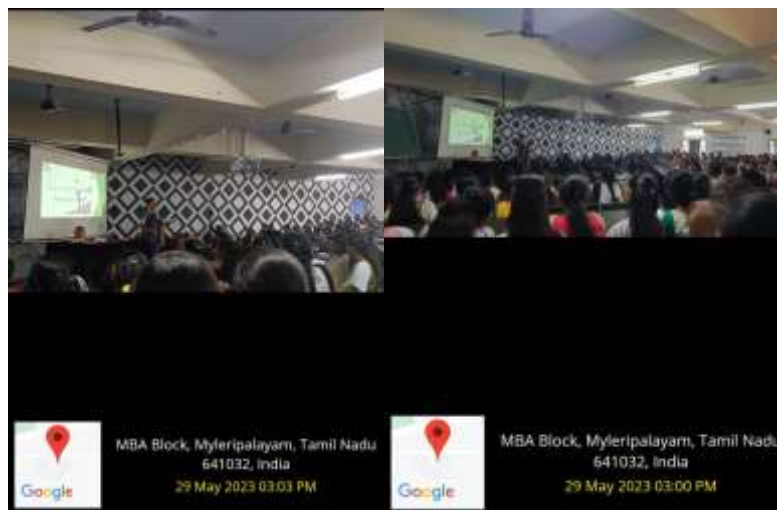 Google
MBA Block, Myleripalayam, Tamil Nadu
641032, India
29 May 2023 03:03 PM
Google
MBA Block, Myleripalayam, Tamil Nadu
641032, India
29 May 2023 03:00 PM